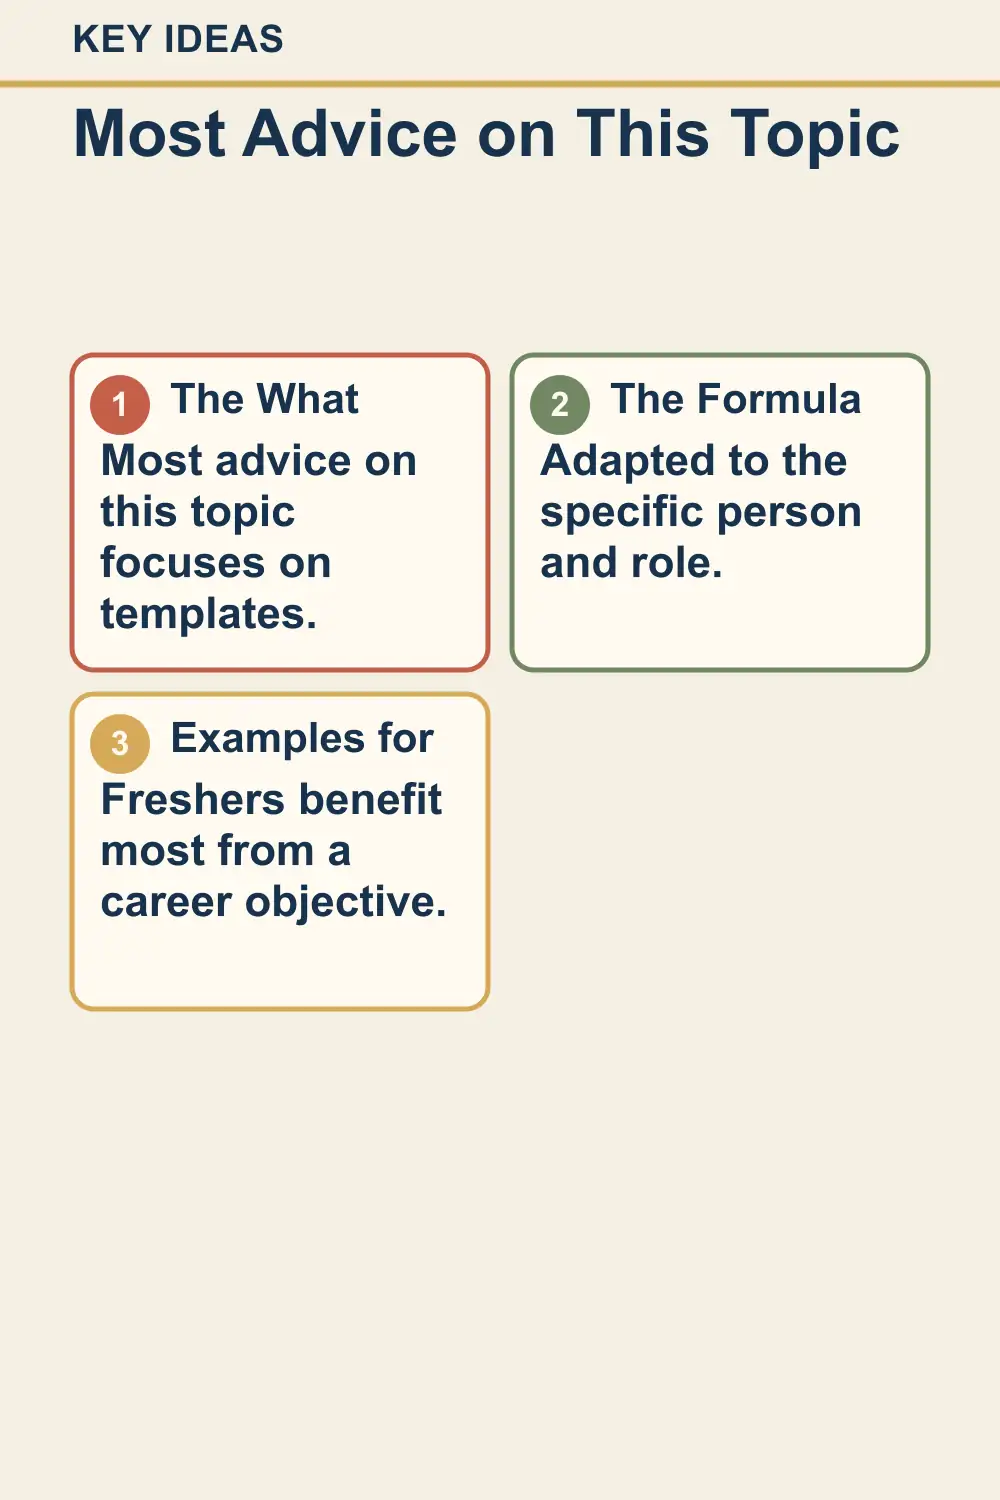 KEY IDEAS
Most Advice on This Topic
1 The What
Most advice on
this topic
focuses on
templates.
2 The Formula
Adapted to the
specific person
and role.
3 Examples for
Freshers benefit
most from a
career objective.